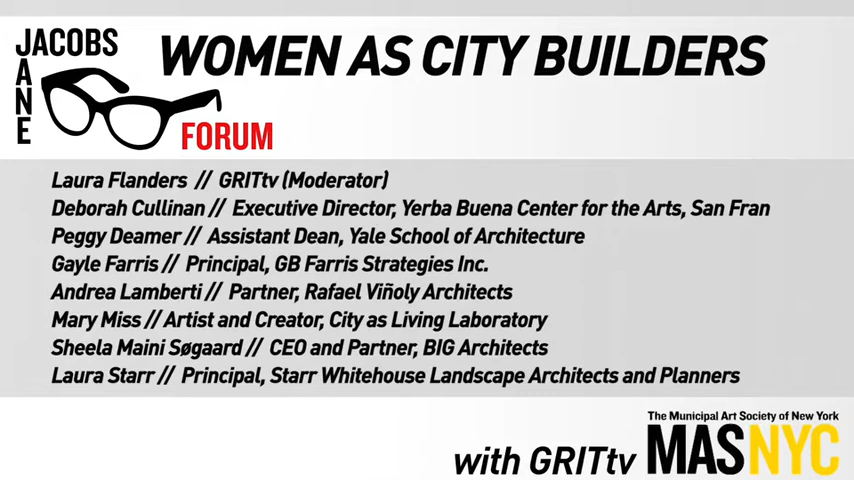 JACOBS
JANE
FORUM
WOMEN AS CITY BUILDERS
Laura Flanders // GRITtv (Moderator)
Deborah Cullinan // Executive Director, Yerba Buena Center for the Arts, San Fran
Peggy Deamer // Assistant Dean, Yale School of Architecture
Gayle Farris // Principal, GB Farris Strategies Inc.
Andrea Lamberti // Partner, Rafael Viñoly Architects
Mary Miss // Artist and Creator, City as Living Laboratory
Sheela Maini Søgaard // CEO and Partner, BIG Architects
Laura Starr // Principal, Starr Whitehouse Landscape Architects and Planners
The Municipal Art Society of New York
with GRITtv MASNYC